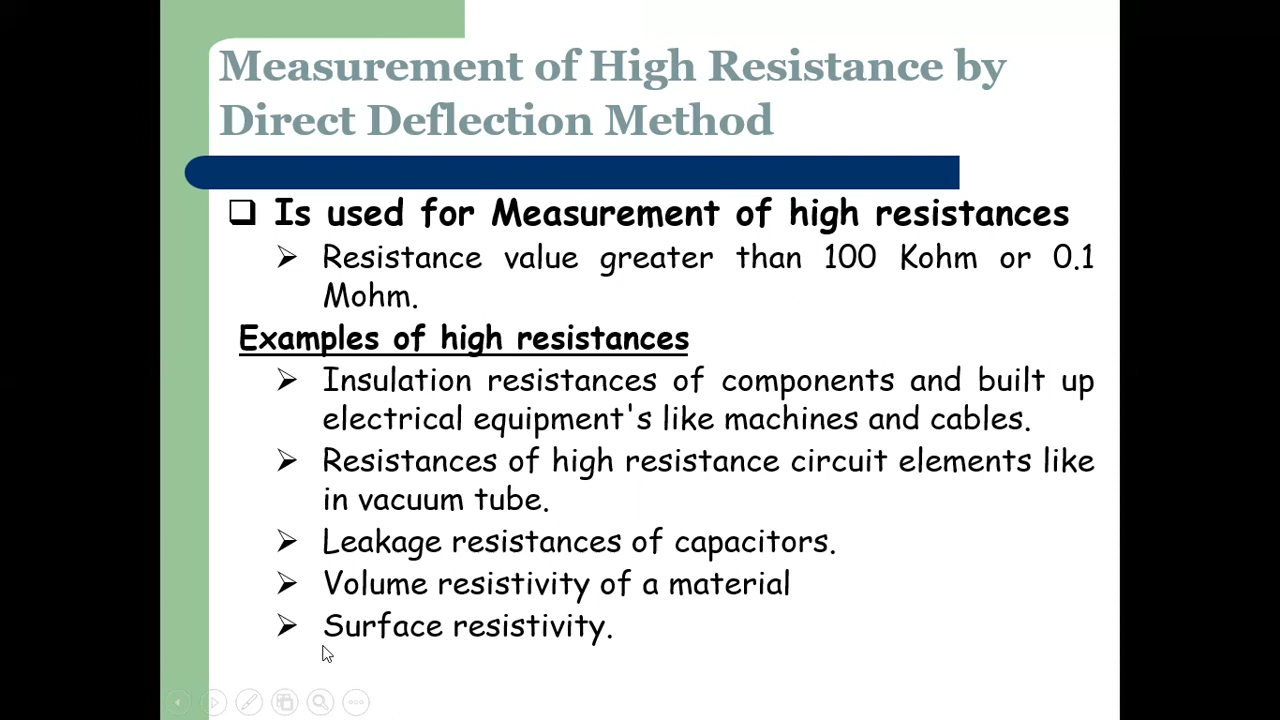 Measurement of High Resistance by
Direct Deflection Method
Is used for Measurement of high resistances
Resistance value greater than 100 Kohm or 0.1
Mohm.
Examples of high resistances
Insulation resistances of components and built up
electrical equipment's like machines and cables.
Resistances of high resistance circuit elements like
in vacuum tube.
Leakage resistances of capacitors.
Volume resistivity of a material
Surface resistivity.